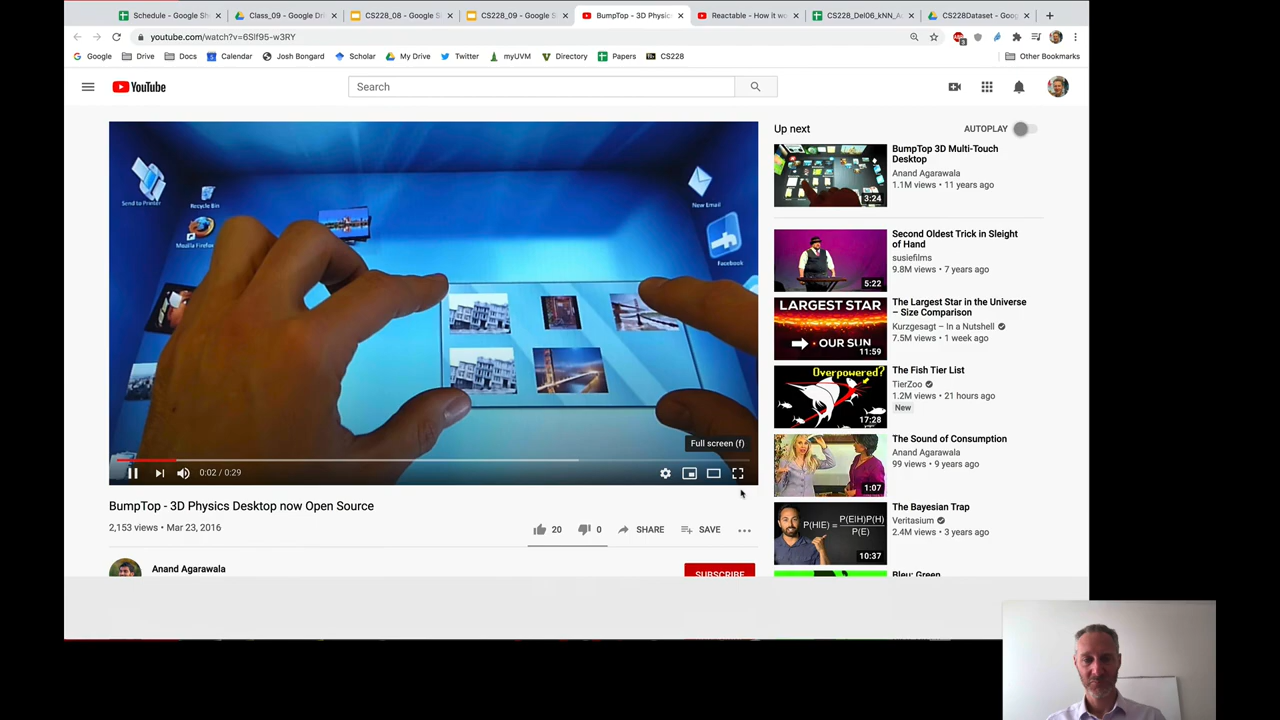 Schedule - Google Sh
Class_09 - Google Dri
CS228_08 - Google S
CS228_09 - Google S
BumpTop - 3D Physic
Reactable - How it w
CS228_Del06_kNN_A
CS228Dataset - Goog
youtube.com/watch?v=6SIf95-w3RY
Google
Drive
Docs
Calendar
Josh Bongard
Scholar
My Drive
Twitter
myUVM
Directory
Papers
CS228
Other Bookmarks
YouTube
Search
Send to Printer
Recycle Bin
Mozilla Firefox
New Email
Facebook
Full screen (f)
0:02 / 0:29
BumpTop - 3D Physics Desktop now Open Source
2,153 views • Mar 23, 2016
20
0
SHARE
SAVE
Anand Agarawala
SUBSCRIBE
Up next
AUTOPLAY
BumpTop 3D Multi-Touch
Desktop
Anand Agarawala
1.1M views • 11 years ago
3:24
Second Oldest Trick in Sleight
of Hand
susiefilms
9.8M views • 7 years ago
5:22
LARGEST STAR
OUR SUN
11:59
The Largest Star in the Universe
– Size Comparison
Kurzgesagt – In a Nutshell
7.5M views • 1 week ago
Overpowered?
17:28
The Fish Tier List
TierZoo
1.2M views • 21 hours ago
New
The Sound of Consumption
Anand Agarawala
99 views • 9 years ago
1:07
P(H|E) = P(E|H)P(H)
P(E)
10:37
The Bayesian Trap
Veritasium
2.4M views • 3 years ago
Bleu: Green